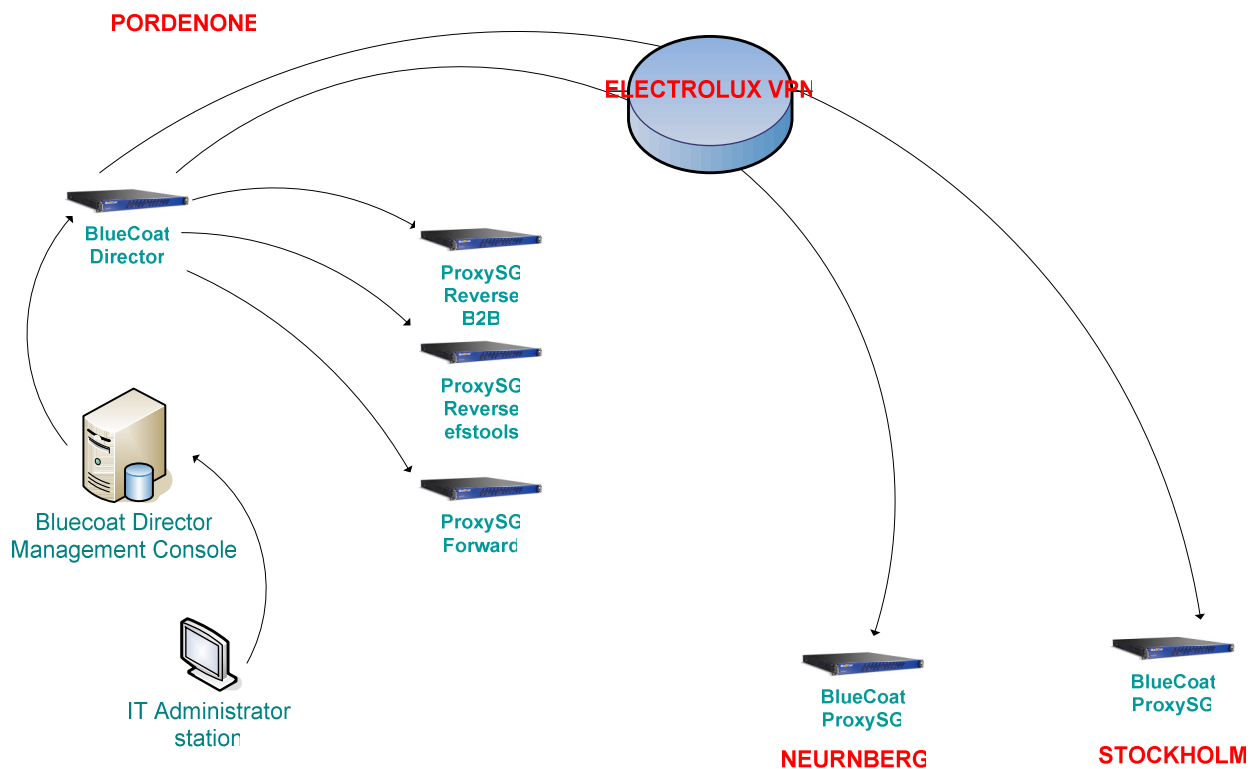 PORDENONE
ELECTROLUX VPN
BlueCoat
Director
ProxySG
Reverse
B2B
ProxySG
Reverse
efstools
ProxySG
Forward
Bluecoat Director
Management Console
IT Administrator
station
BlueCoat
ProxySG
NEURNBERG
BlueCoat
ProxySG
STOCKHOLM